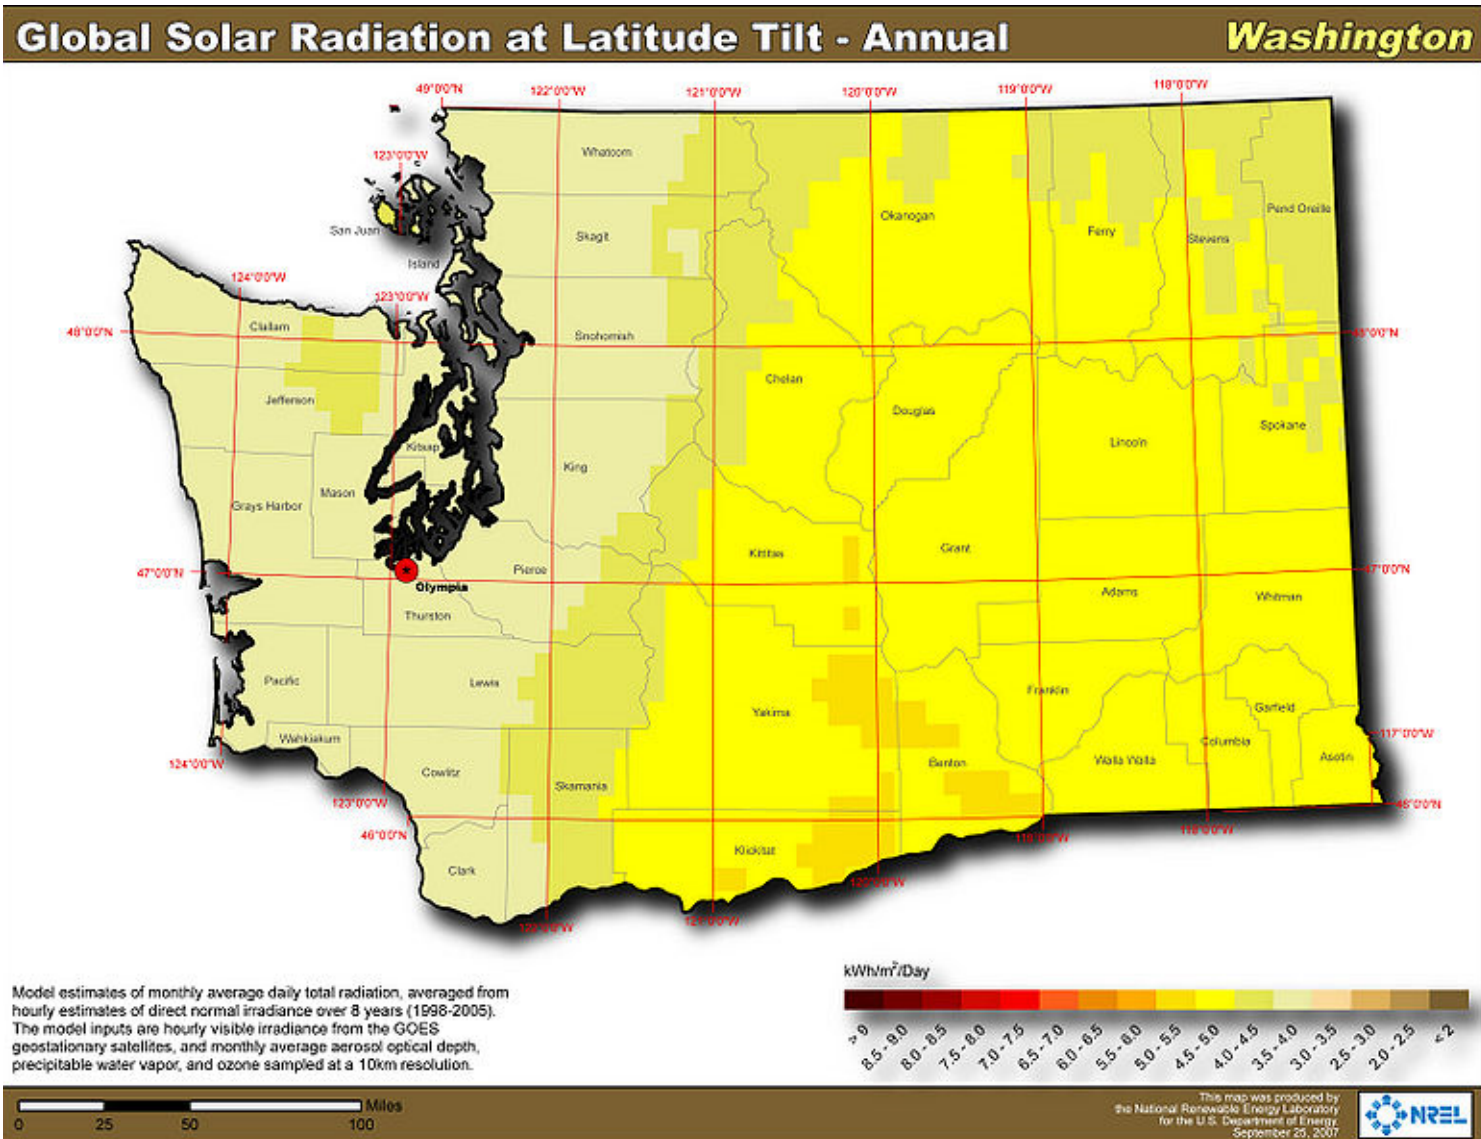 Global Solar Radiation at Latitude Tilt - Annual
Washington
49°0'0"N
122°0'0"W
121°0'0"W
120°0'0"W
119°0'0"W
118°0'0"W
Whatcom
123°0'0"W
Okanogan
Pend Oreille
San Juan
Skagit
Ferry
Stevens
Island
124°0'0"W
123°0'0"W
48°0'0"N
Clallam
Snohomish
48°0'0"N
Chelan
Jefferson
Douglas
Lincoln
Spokane
Kitsap
King
Mason
Grays Harbor
Grant
Kittitas
47°0'0"N
Pierce
47°0'0"N
Olympia
Adams
Whitman
Thurston
Pacific
Lewis
Franklin
Yakima
Garfield
Wahkiakum
Columbia
117°0'0"W
124°0'0"W
Cowlitz
Skamania
Benton
Walla Walla
Asotin
123°0'0"W
46°0'0"N
46°0'0"N
119°0'0"W
118°0'0"W
Klickitat
Clark
120°0'0"W
122°0'0"W
121°0'0"W
Model estimates of monthly average daily total radiation, averaged from
hourly estimates of direct normal irradiance over 8 years (1998-2005).
The model inputs are hourly visible irradiance from the GOES
geostationary satellites, and monthly average aerosol optical depth,
precipitable water vapor, and ozone sampled at a 10km resolution.
kWh/m²/Day
> 9
8.5 - 9.0
8.0 - 8.5
7.5 - 8.0
7.0 - 7.5
6.5 - 7.0
6.0 - 6.5
5.5 - 6.0
5.0 - 5.5
4.5 - 5.0
4.0 - 4.5
3.5 - 4.0
3.0 - 3.5
2.5 - 3.0
2.0 - 2.5
< 2
Miles
0 25 50 100
This map was produced by
the National Renewable Energy Laboratory
for the U.S. Department of Energy.
September 25, 2007
NREL